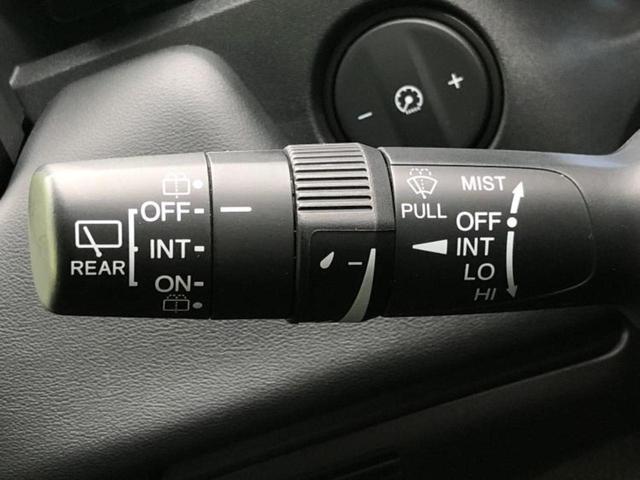 REAR
OFF
INT
ON
PULL
MIST
OFF
INT
LO
HI